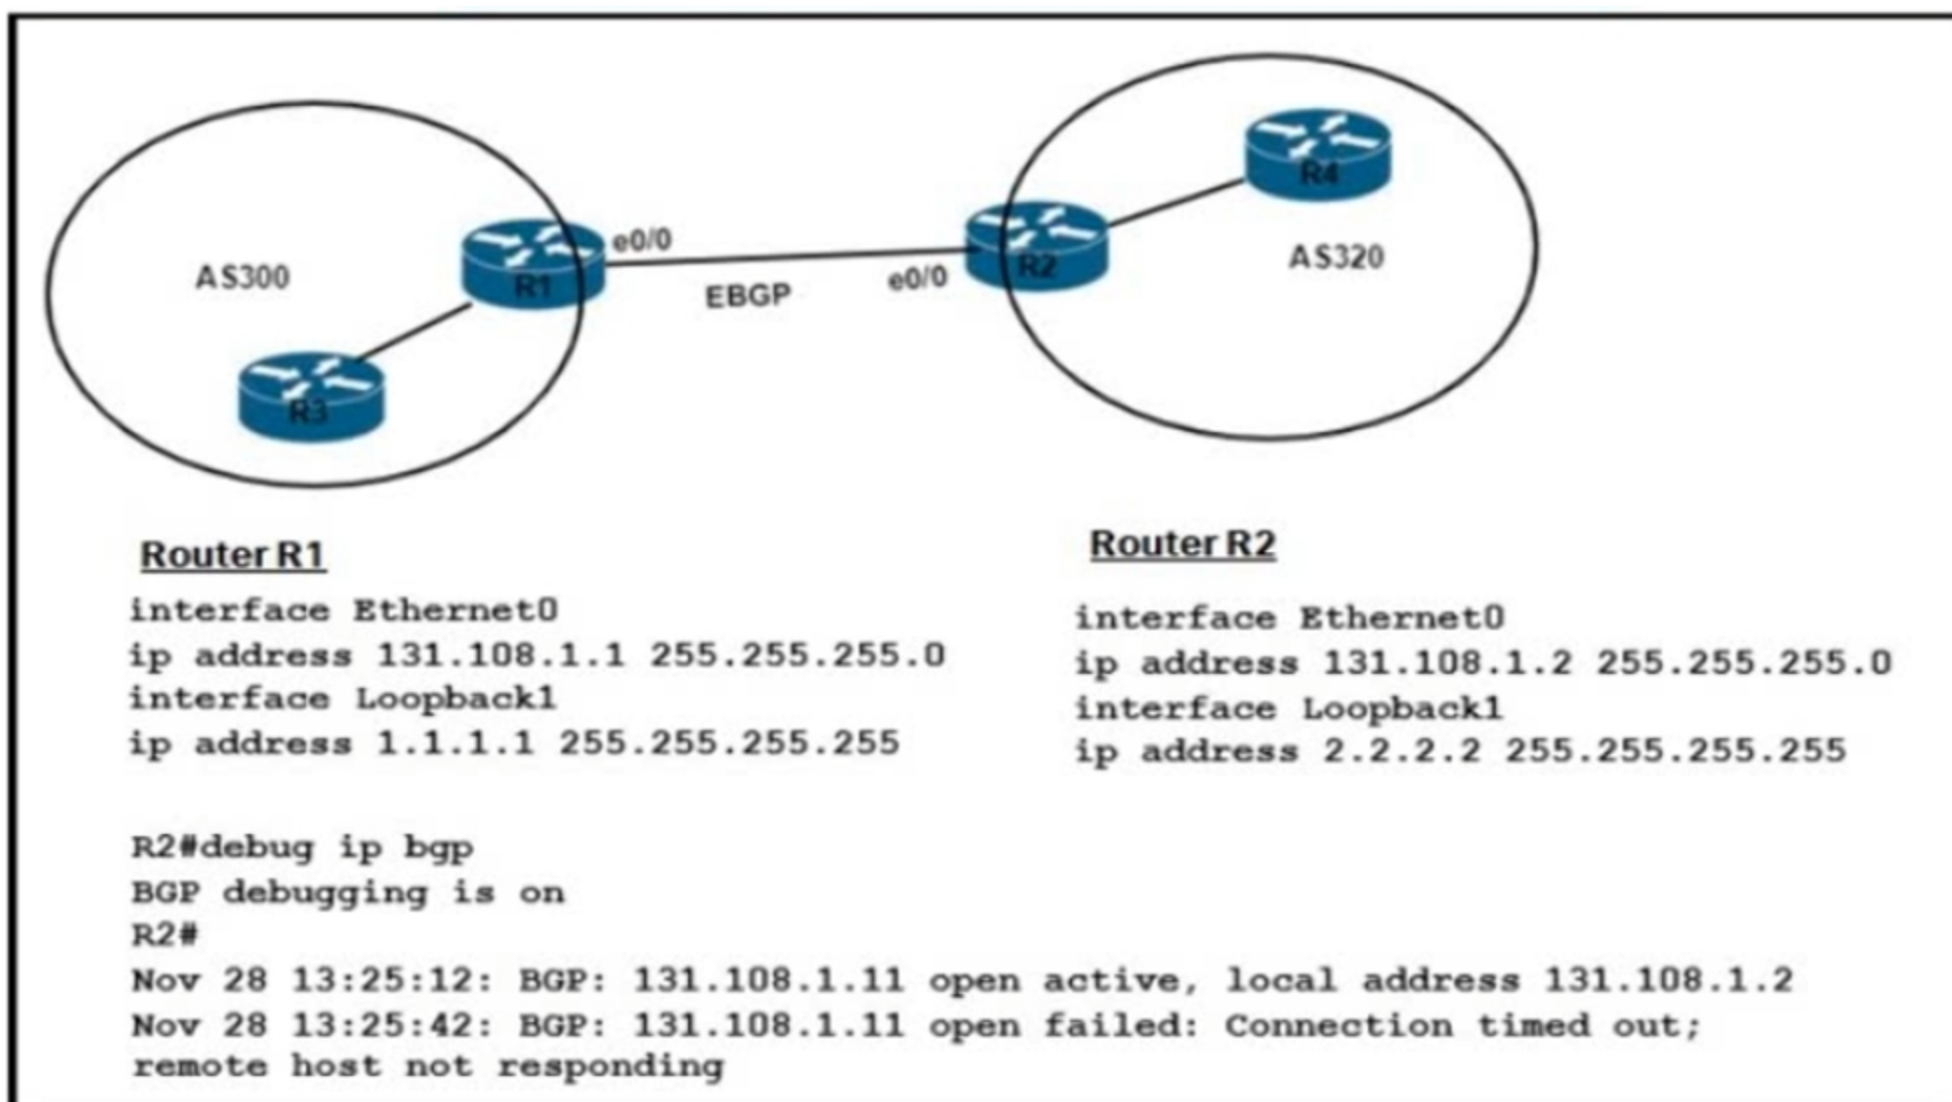 R4
e0/0
R2
AS320
AS300
R1
EBGP
e0/0
R3
Router R1
interface Ethernet0
ip address 131.108.1.1 255.255.255.0
interface Loopback1
ip address 1.1.1.1 255.255.255.255
Router R2
interface Ethernet0
ip address 131.108.1.2 255.255.255.0
interface Loopback1
ip address 2.2.2.2 255.255.255.255
R2#debug ip bgp
BGP debugging is on
R2#
Nov 28 13:25:12: BGP: 131.108.1.11 open active, local address 131.108.1.2
Nov 28 13:25:42: BGP: 131.108.1.11 open failed: Connection timed out;
remote host not responding